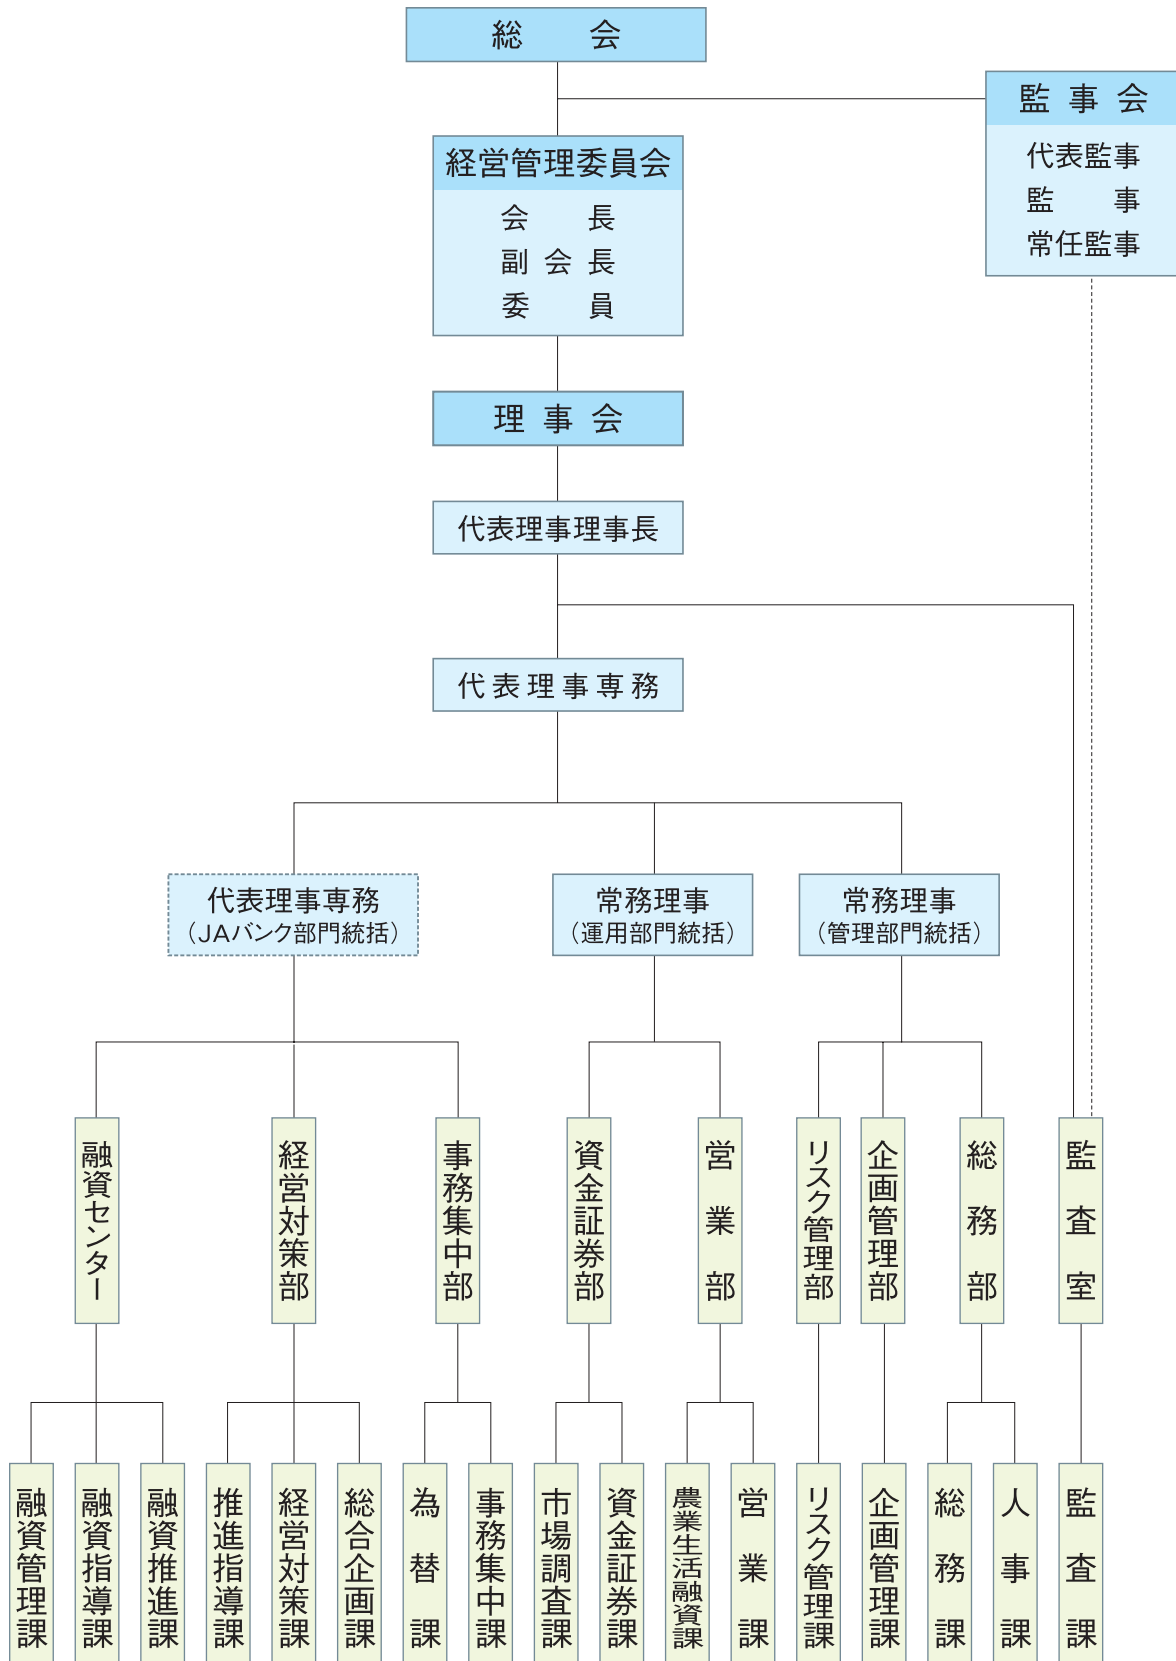 総会
監事会
代表監事
監事
常任監事
経営管理委員会
会長
副会長
委員
理事会
代表理事理事長
代表理事専務
代表理事専務
（JAバンク部門統括）
常務理事
（運用部門統括）
常務理事
（管理部門統括）
融資センター
経営対策部
事務集中部
資金証券部
営業部
リスク管理部
企画管理部
総務部
監査室
融資管理課
融資指導課
融資推進課
推進指導課
経営対策課
総合企画課
為替課
事務集中課
市場調査課
資金証券課
農業生活融資課
営業課
リスク管理課
企画管理課
総務課
人事課
監査課